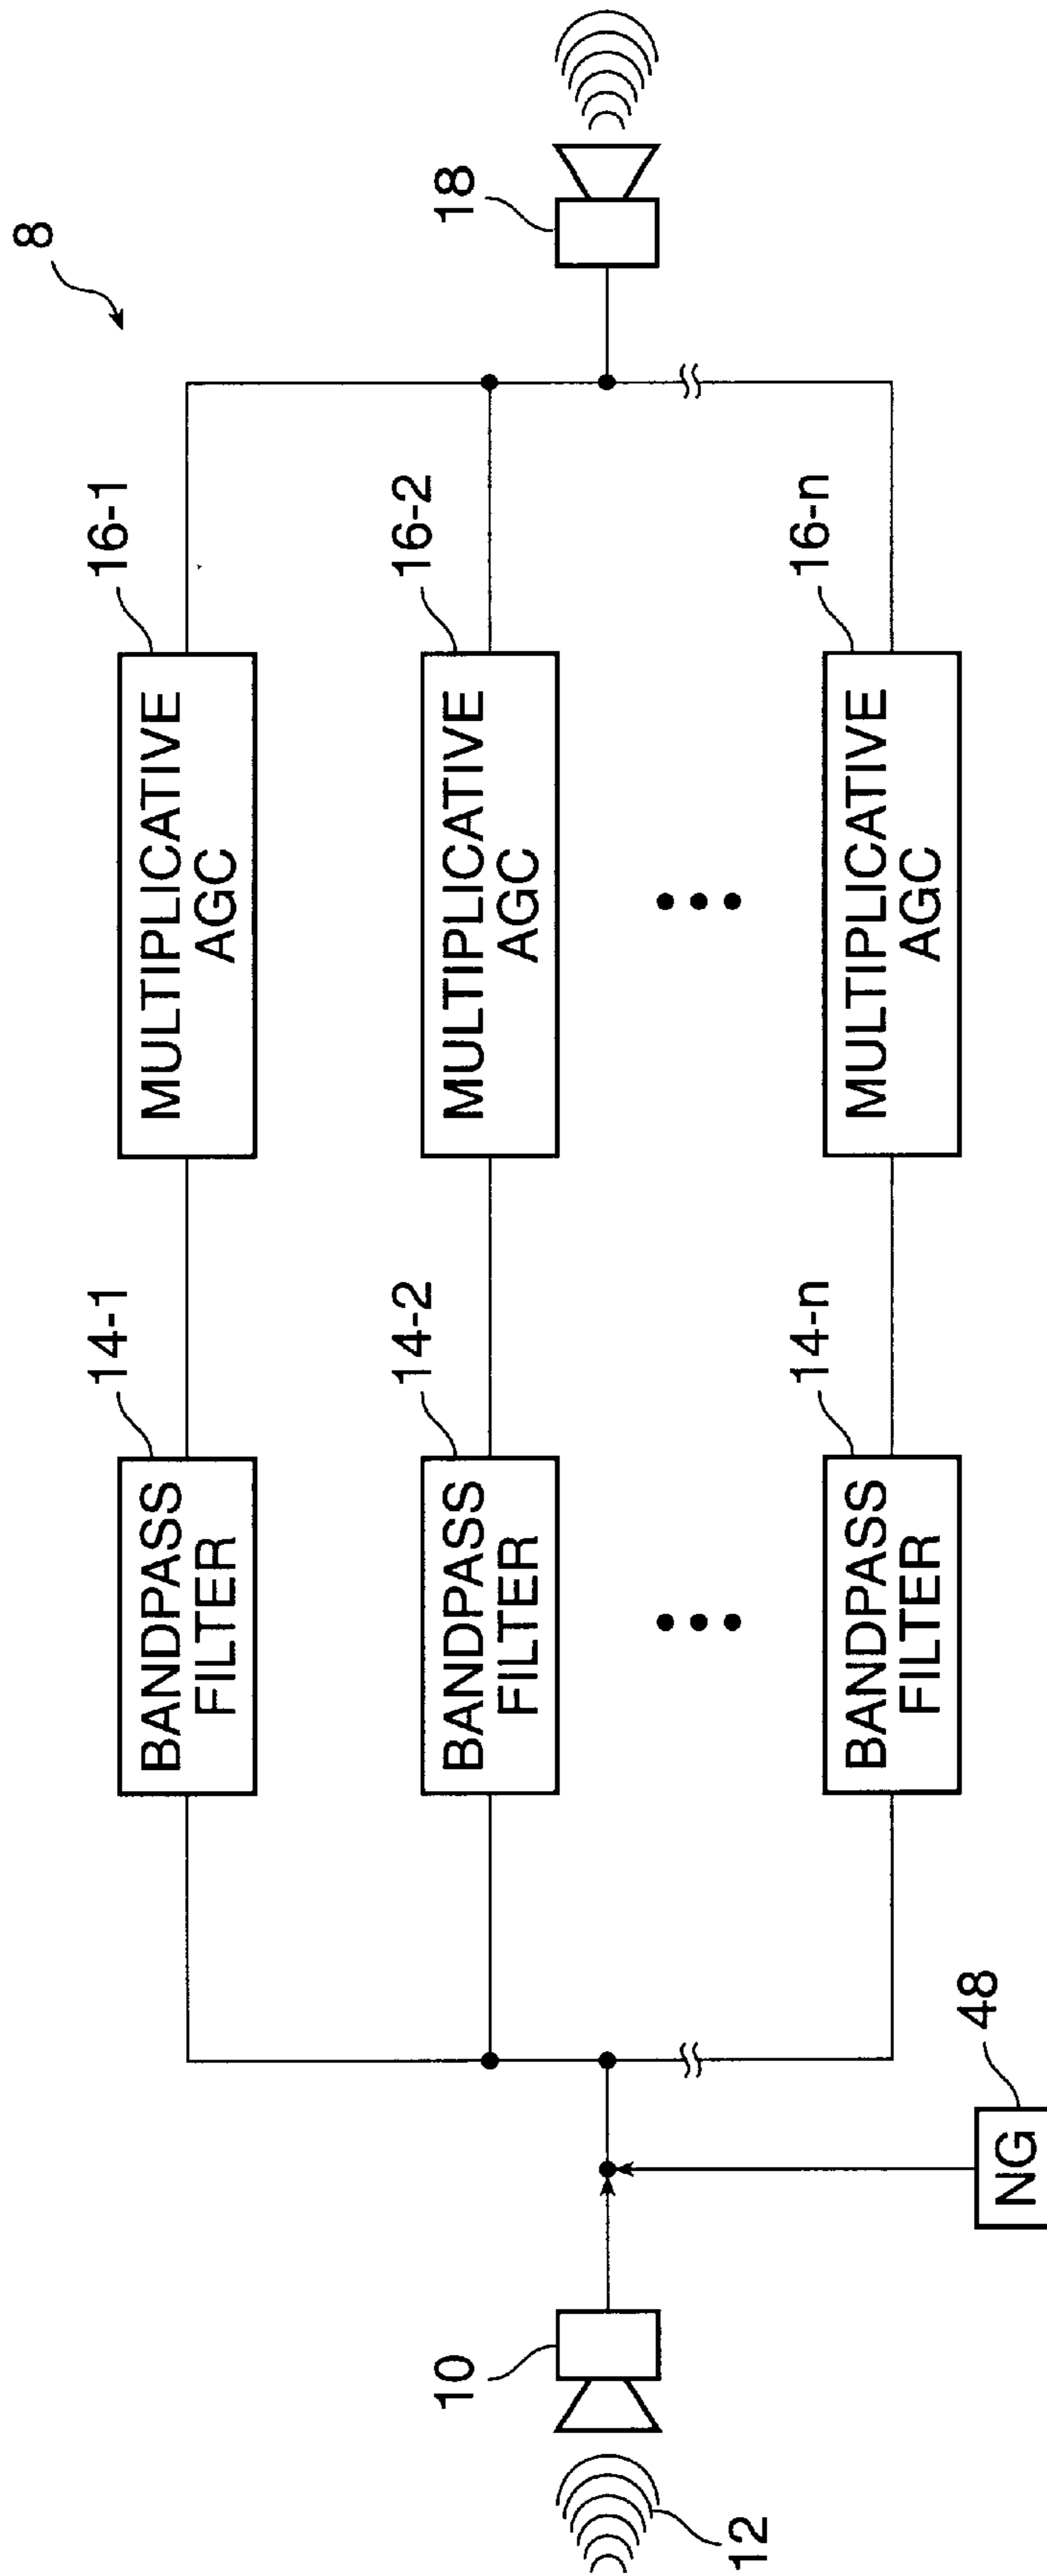 8
14-1
16-1
BANDPASS
FILTER
MULTIPLICATIVE
AGC
18
10
12
14-2
16-2
BANDPASS
FILTER
MULTIPLICATIVE
AGC
14-n
16-n
BANDPASS
FILTER
MULTIPLICATIVE
AGC
48
NG